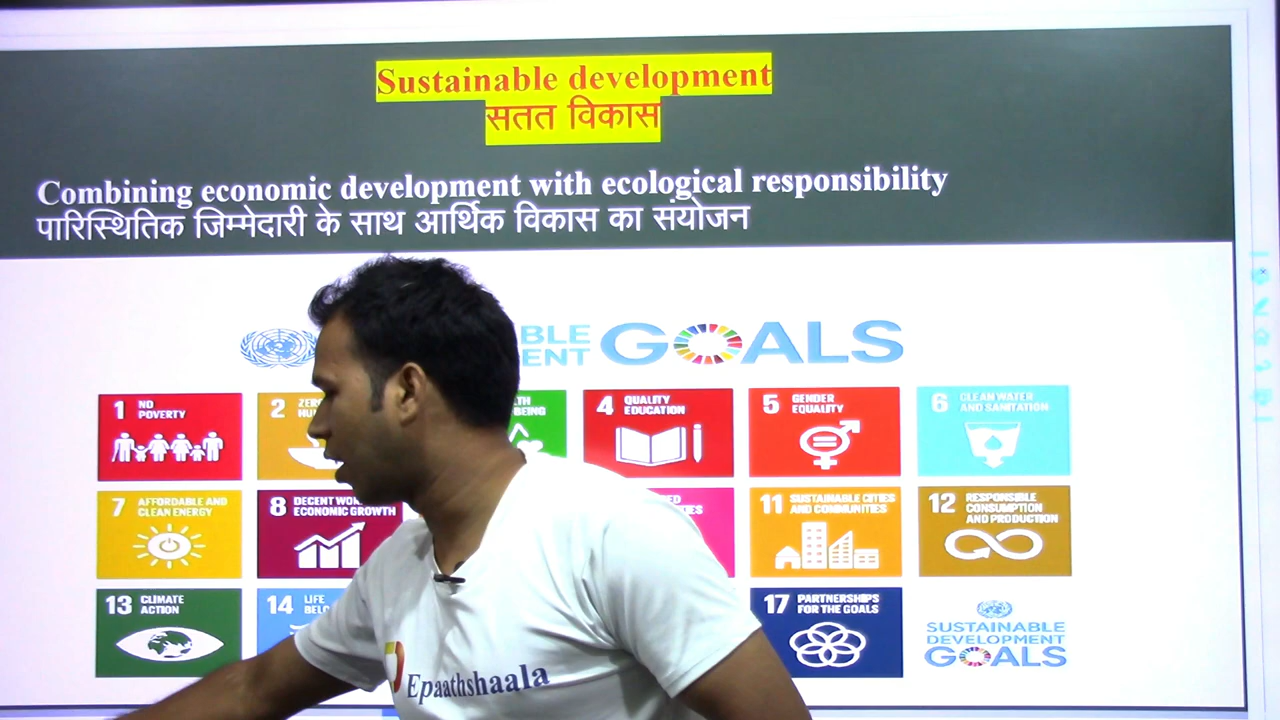 Sustainable development
सतत विकास
Combining economic development with ecological responsibility
पारिस्थितिक जिम्मेदारी के साथ आर्थिक विकास का संयोजन
GOALS
1 NO
POVERTY
2
4 QUALITY
EDUCATION
5 GENDER
EQUALITY
6 CLEAN WATER
AND SANITATION
7 AFFORDABLE AND
CLEAN ENERGY
8 DECENT
ECONOMIC GROWTH
11 SUSTAINABLE CITIES
AND COMMUNITIES
12 RESPONSIBLE
CONSUMPTION
AND PRODUCTION
13 CLIMATE
ACTION
14 LIFE
17 PARTNERSHIPS
FOR THE GOALS
SUSTAINABLE
DEVELOPMENT
GOALS
Epaathshaala